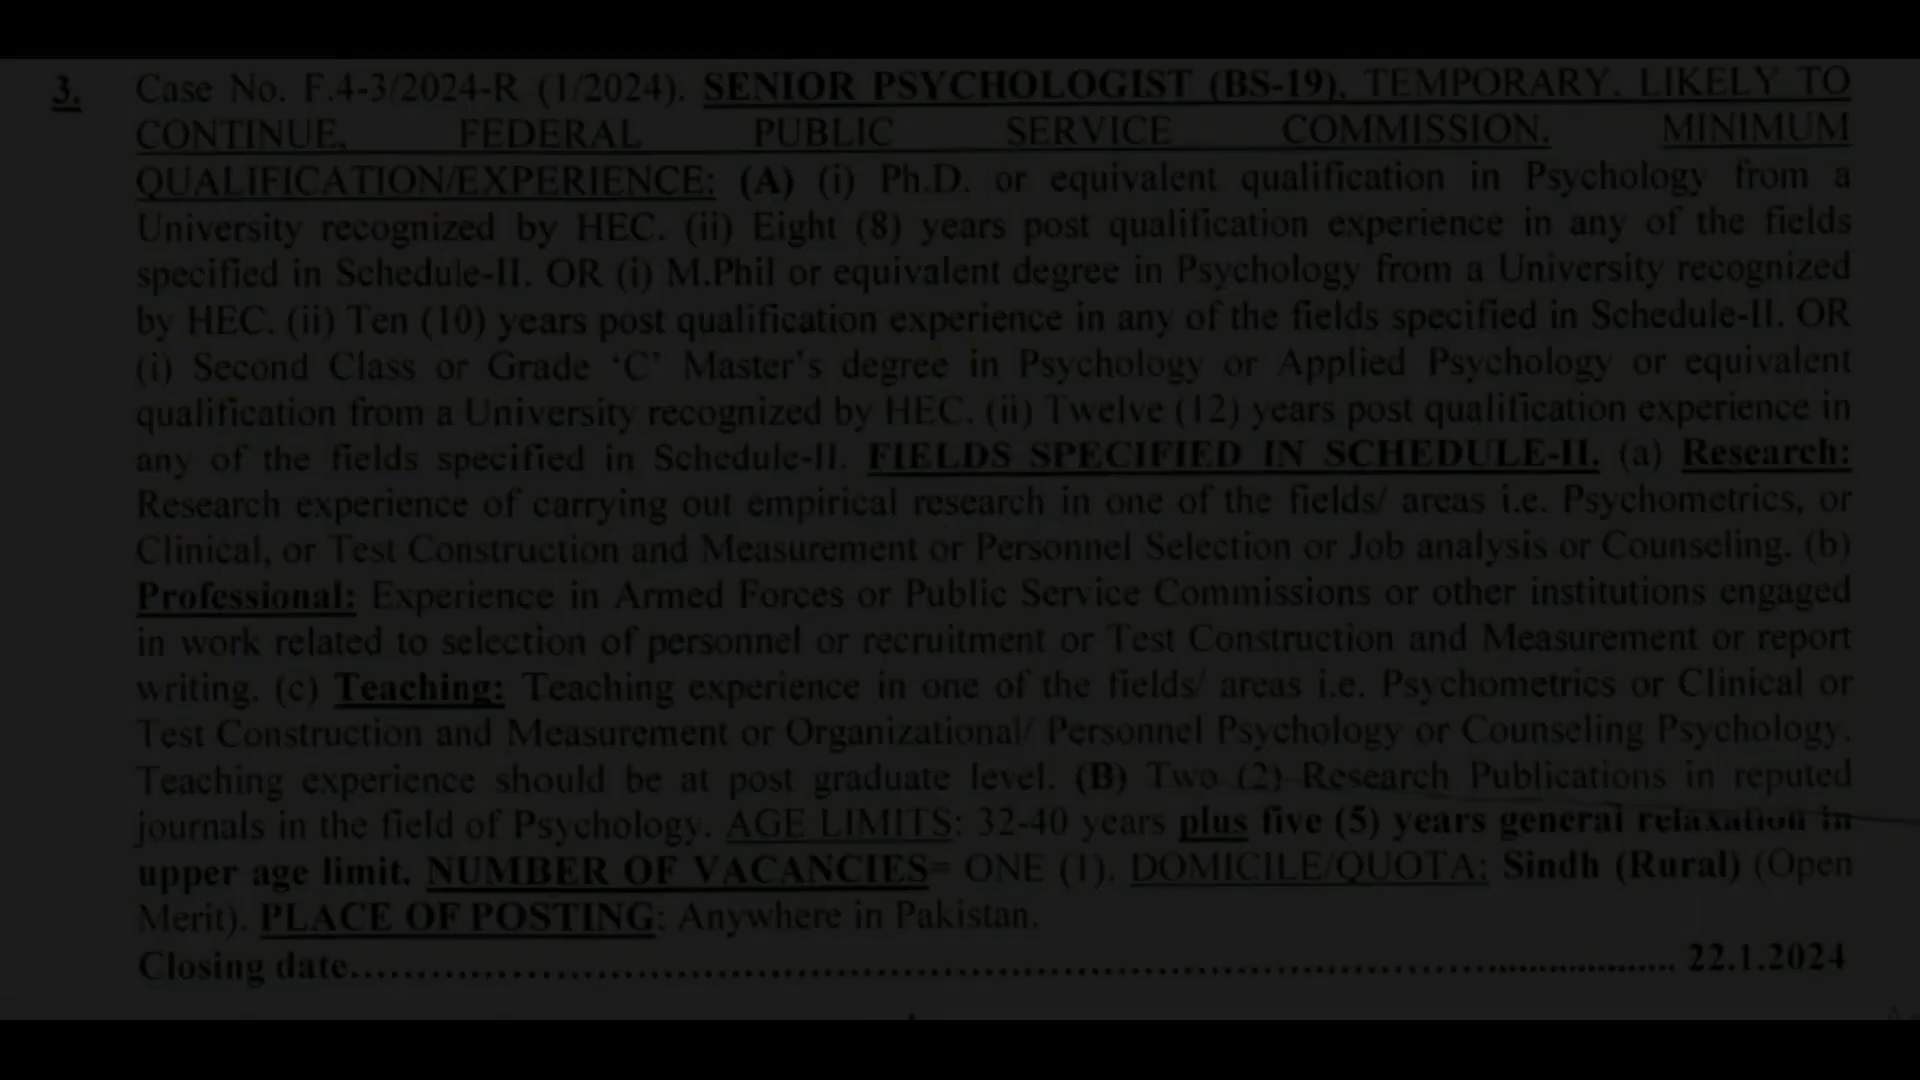 3. Case No. F.4-3/2024-R (1/2024). SENIOR PSYCHOLOGIST (BS-19), TEMPORARY. LIKELY TO
CONTINUE, FEDERAL PUBLIC SERVICE COMMISSION. MINIMUM
QUALIFICATION/EXPERIENCE: (A) (i) Ph.D. or equivalent qualification in Psychology from a
University recognized by HEC. (ii) Eight (8) years post qualification experience in any of the fields
specified in Schedule-II. OR (i) M.Phil or equivalent degree in Psychology from a University recognized
by HEC. (ii) Ten (10) years post qualification experience in any of the fields specified in Schedule-II. OR
(i) Second Class or Grade ‘C’ Master’s degree in Psychology or Applied Psychology or equivalent
qualification from a University recognized by HEC. (ii) Twelve (12) years post qualification experience in
any of the fields specified in Schedule-II. FIELDS SPECIFIED IN SCHEDULE-II. (a) Research:
Research experience of carrying out empirical research in one of the fields/ areas i.e. Psychometrics, or
Clinical, or Test Construction and Measurement or Personnel Selection or Job analysis or Counseling. (b)
Professional: Experience in Armed Forces or Public Service Commissions or other institutions engaged
in work related to selection of personnel or recruitment or Test Construction and Measurement or report
writing. (c) Teaching: Teaching experience in one of the fields/ areas i.e. Psychometrics or Clinical or
Test Construction and Measurement or Organizational/ Personnel Psychology or Counseling Psychology.
Teaching experience should be at post graduate level. (B) Two (2) Research Publications in reputed
journals in the field of Psychology. AGE LIMITS: 32-40 years plus five (5) years general relaxation in
upper age limit. NUMBER OF VACANCIES= ONE (1). DOMICILE/QUOTA: Sindh (Rural) (Open
Merit). PLACE OF POSTING: Anywhere in Pakistan.
Closing date.......................................................................................................... 22.1.2024